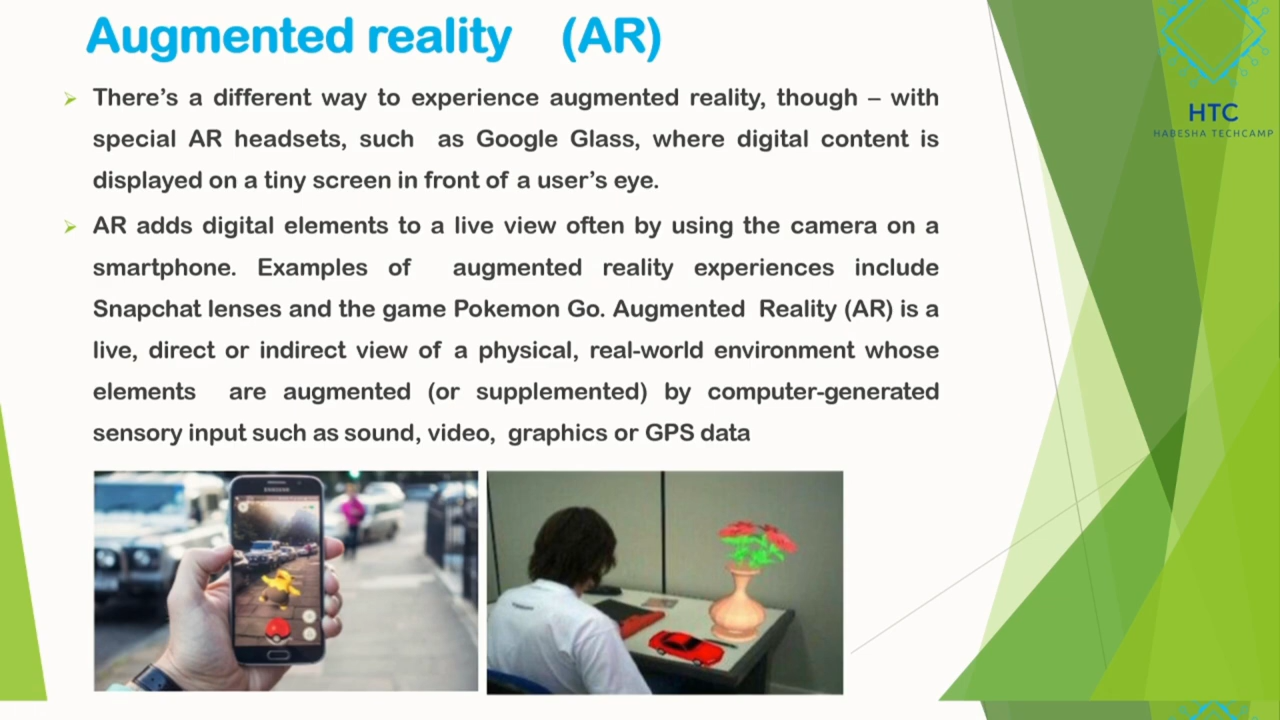 Augmented reality (AR)
There’s a different way to experience augmented reality, though – with
special AR headsets, such as Google Glass, where digital content is
displayed on a tiny screen in front of a user’s eye.
AR adds digital elements to a live view often by using the camera on a
smartphone. Examples of augmented reality experiences include
Snapchat lenses and the game Pokemon Go. Augmented Reality (AR) is a
live, direct or indirect view of a physical, real-world environment whose
elements are augmented (or supplemented) by computer-generated
sensory input such as sound, video, graphics or GPS data
HTC
HABESHA TECHCAMP
SAMSUNG